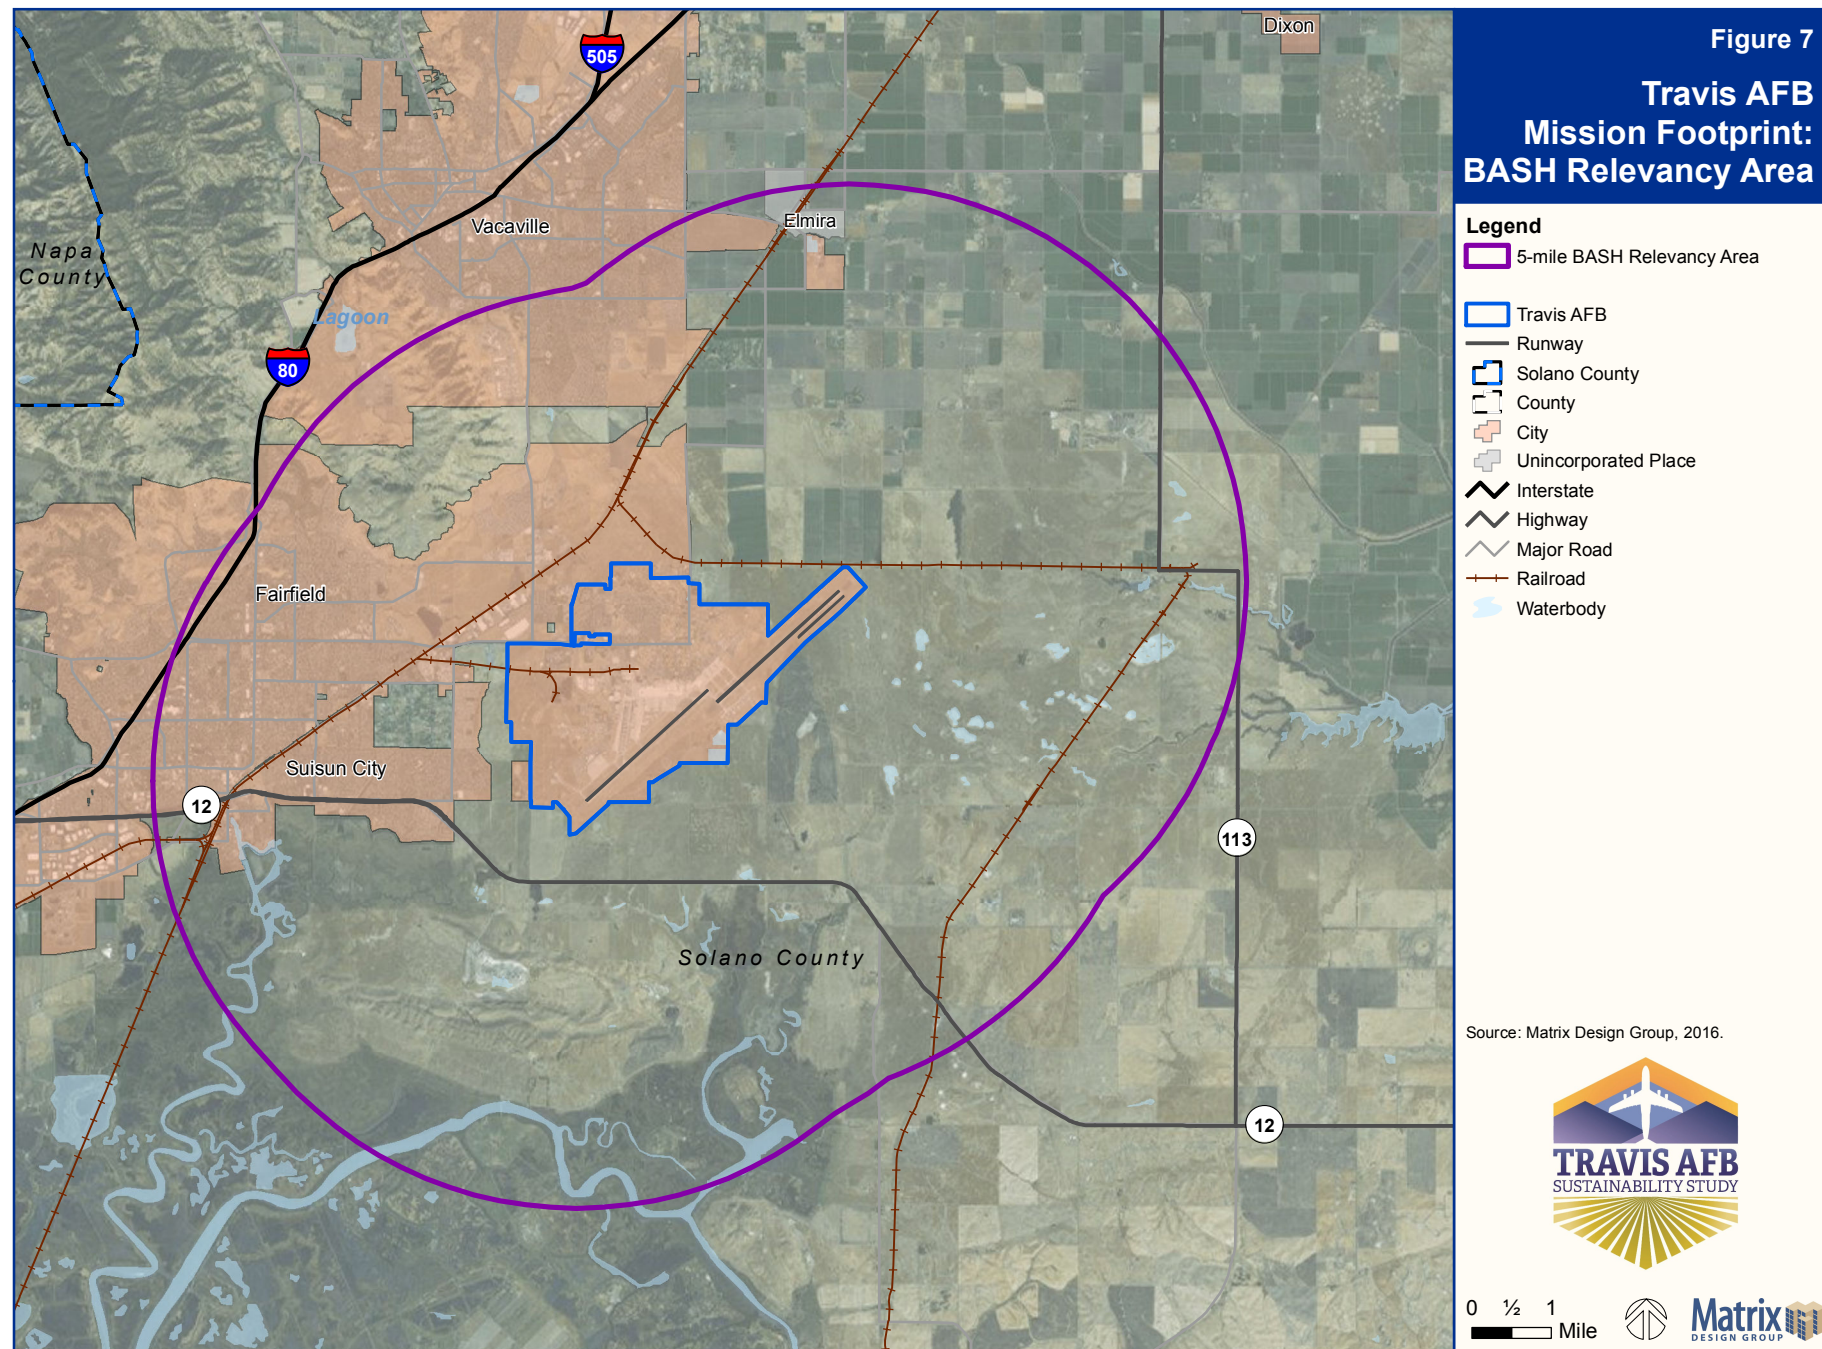 Figure 7
Travis AFB
Mission Footprint:
BASH Relevancy Area
Legend
5-mile BASH Relevancy Area
Travis AFB
Runway
Solano County
County
City
Unincorporated Place
Interstate
Highway
Major Road
Railroad
Waterbody
Source: Matrix Design Group, 2016.
TRAVIS AFB
SUSTAINABILITY STUDY
0 ½ 1
Mile
Matrix
DESIGN GROUP
Dixon
505
Vacaville
Elmira
Napa
County
Lagoon
80
Fairfield
Suisun City
12
113
Solano County
12